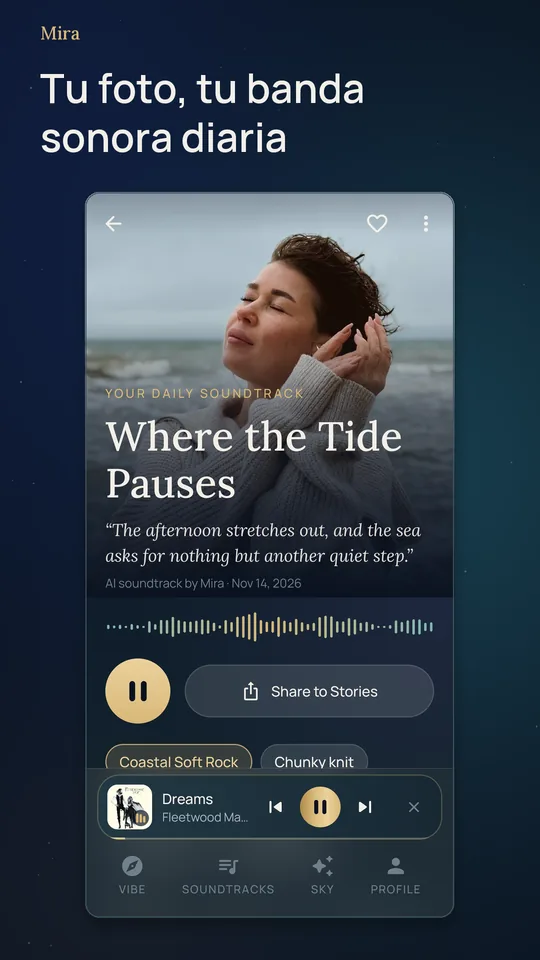 Mira
Tu foto, tu banda
sonora diaria
YOUR DAILY SOUNDTRACK
Where the Tide
Pauses
“The afternoon stretches out, and the sea
asks for nothing but another quiet step.”
AI soundtrack by Mira · Nov 14, 2026
Share to Stories
Coastal Soft Rock
Chunky knit
Dreams
Fleetwood Ma...
VIBE
SOUNDTRACKS
SKY
PROFILE